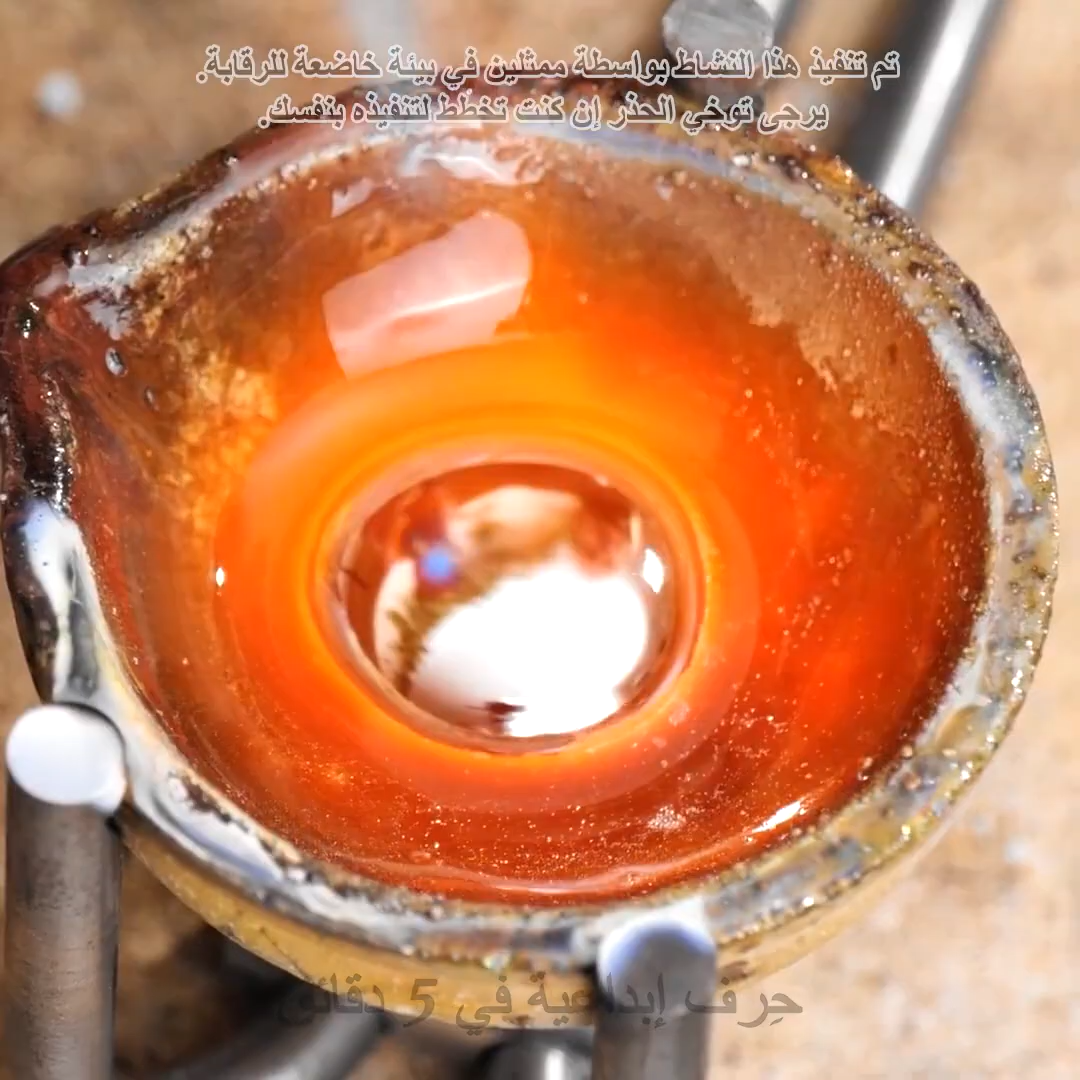 تم تنفيذ هذا النشاط بواسطة ممثلين في بيئة خاضعة للرقابة.
يرجى توخي الحذر إن كنت تخطط لتنفيذه بنفسك.
حِرف إبداعية في 5 دقائق